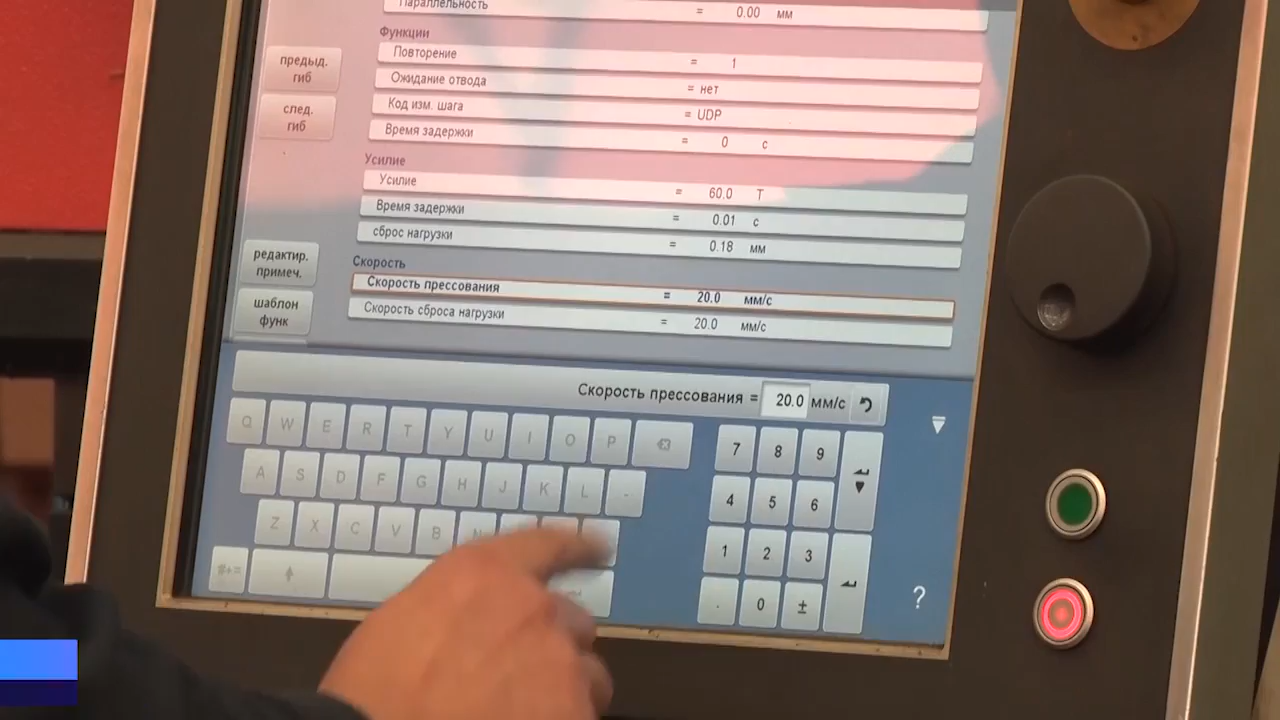 Параллельность = 0.00 мм
Функции
Повторение = 1
Ожидание отвода = нет
Код изм. шага = UDP
Время задержки = 0 с
Усилие
Усилие = 60.0 Т
Время задержки = 0.01 с
сброс нагрузки = 0.18 мм
Скорость
Скорость прессования = 20.0 мм/с
Скорость сброса нагрузки = 20.0 мм/с
предыд.
гиб
след.
гиб
редактир.
примеч.
шаблон
функ
Скорость прессования = 20.0 мм/с
Q W E R T Y U I O P
A S D F G H J K L -
Z X C V B N
#+=
7 8 9
4 5 6
1 2 3
. 0 ±
?